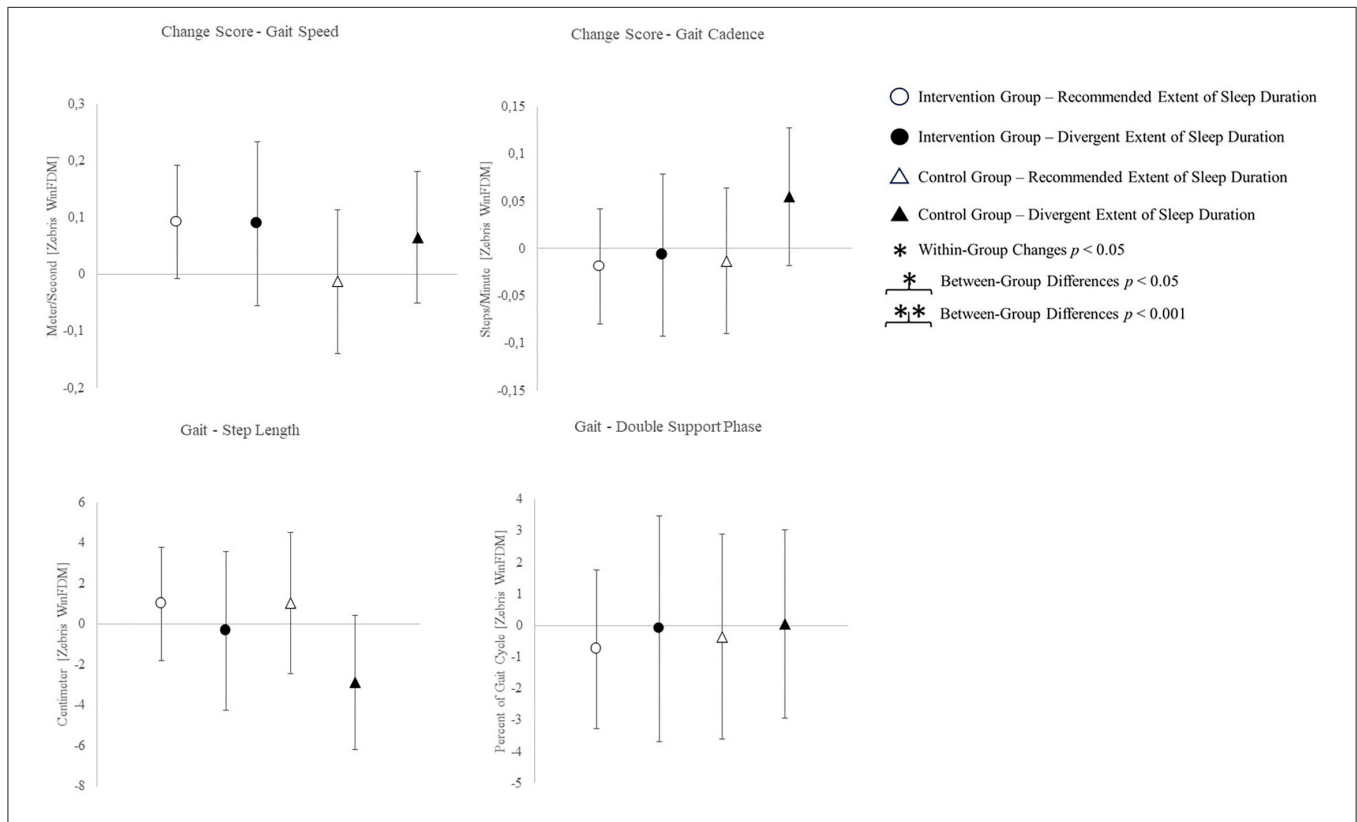 Change Score - Gait Speed
Meter/Second [Zebris WinFDM]
0,3
0,2
0,1
0
-0,1
-0,2
Change Score - Gait Cadence
Steps/Minute [Zebris WinFDM]
0,15
0,1
0,05
0
-0,05
-0,1
-0,15
Intervention Group – Recommended Extent of Sleep Duration
Intervention Group – Divergent Extent of Sleep Duration
Control Group – Recommended Extent of Sleep Duration
Control Group – Divergent Extent of Sleep Duration
* Within-Group Changes p < 0.05
* Between-Group Differences p < 0.05
** Between-Group Differences p < 0.001
Gait - Step Length
Centimeter [Zebris WinFDM]
6
4
2
0
-2
-4
-6
-8
Gait - Double Support Phase
Percent of Gait Cycle [Zebris WinFDM]
4
3
2
1
0
-1
-2
-3
-4
-5